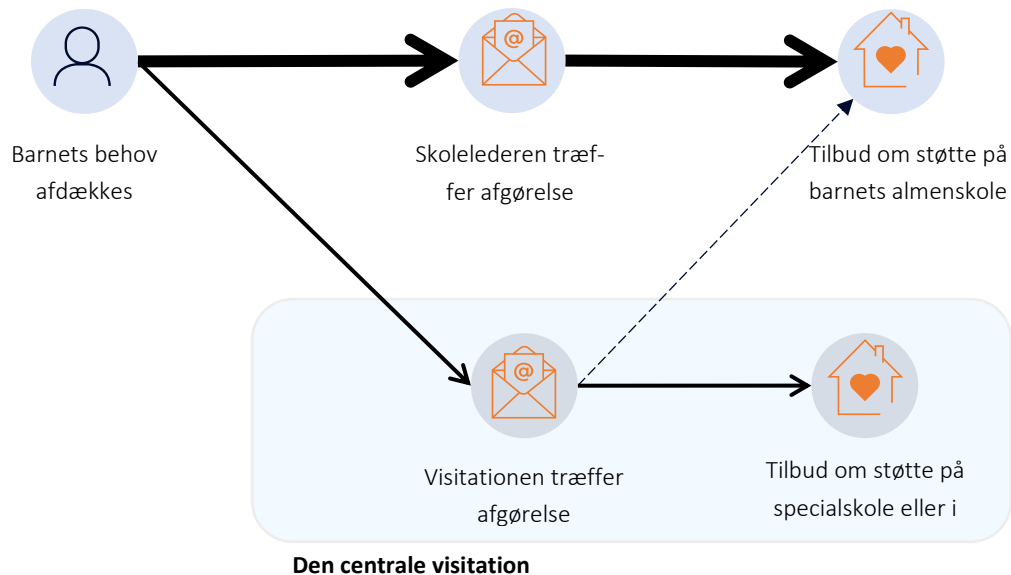 @
Barnets behov
afdækkes
Skolelederen træf-
fer afgørelse
Tilbud om støtte på
barnets almenskole
@
Visitationen træffer
afgørelse
Tilbud om støtte på
specialskole eller i
Den centrale visitation